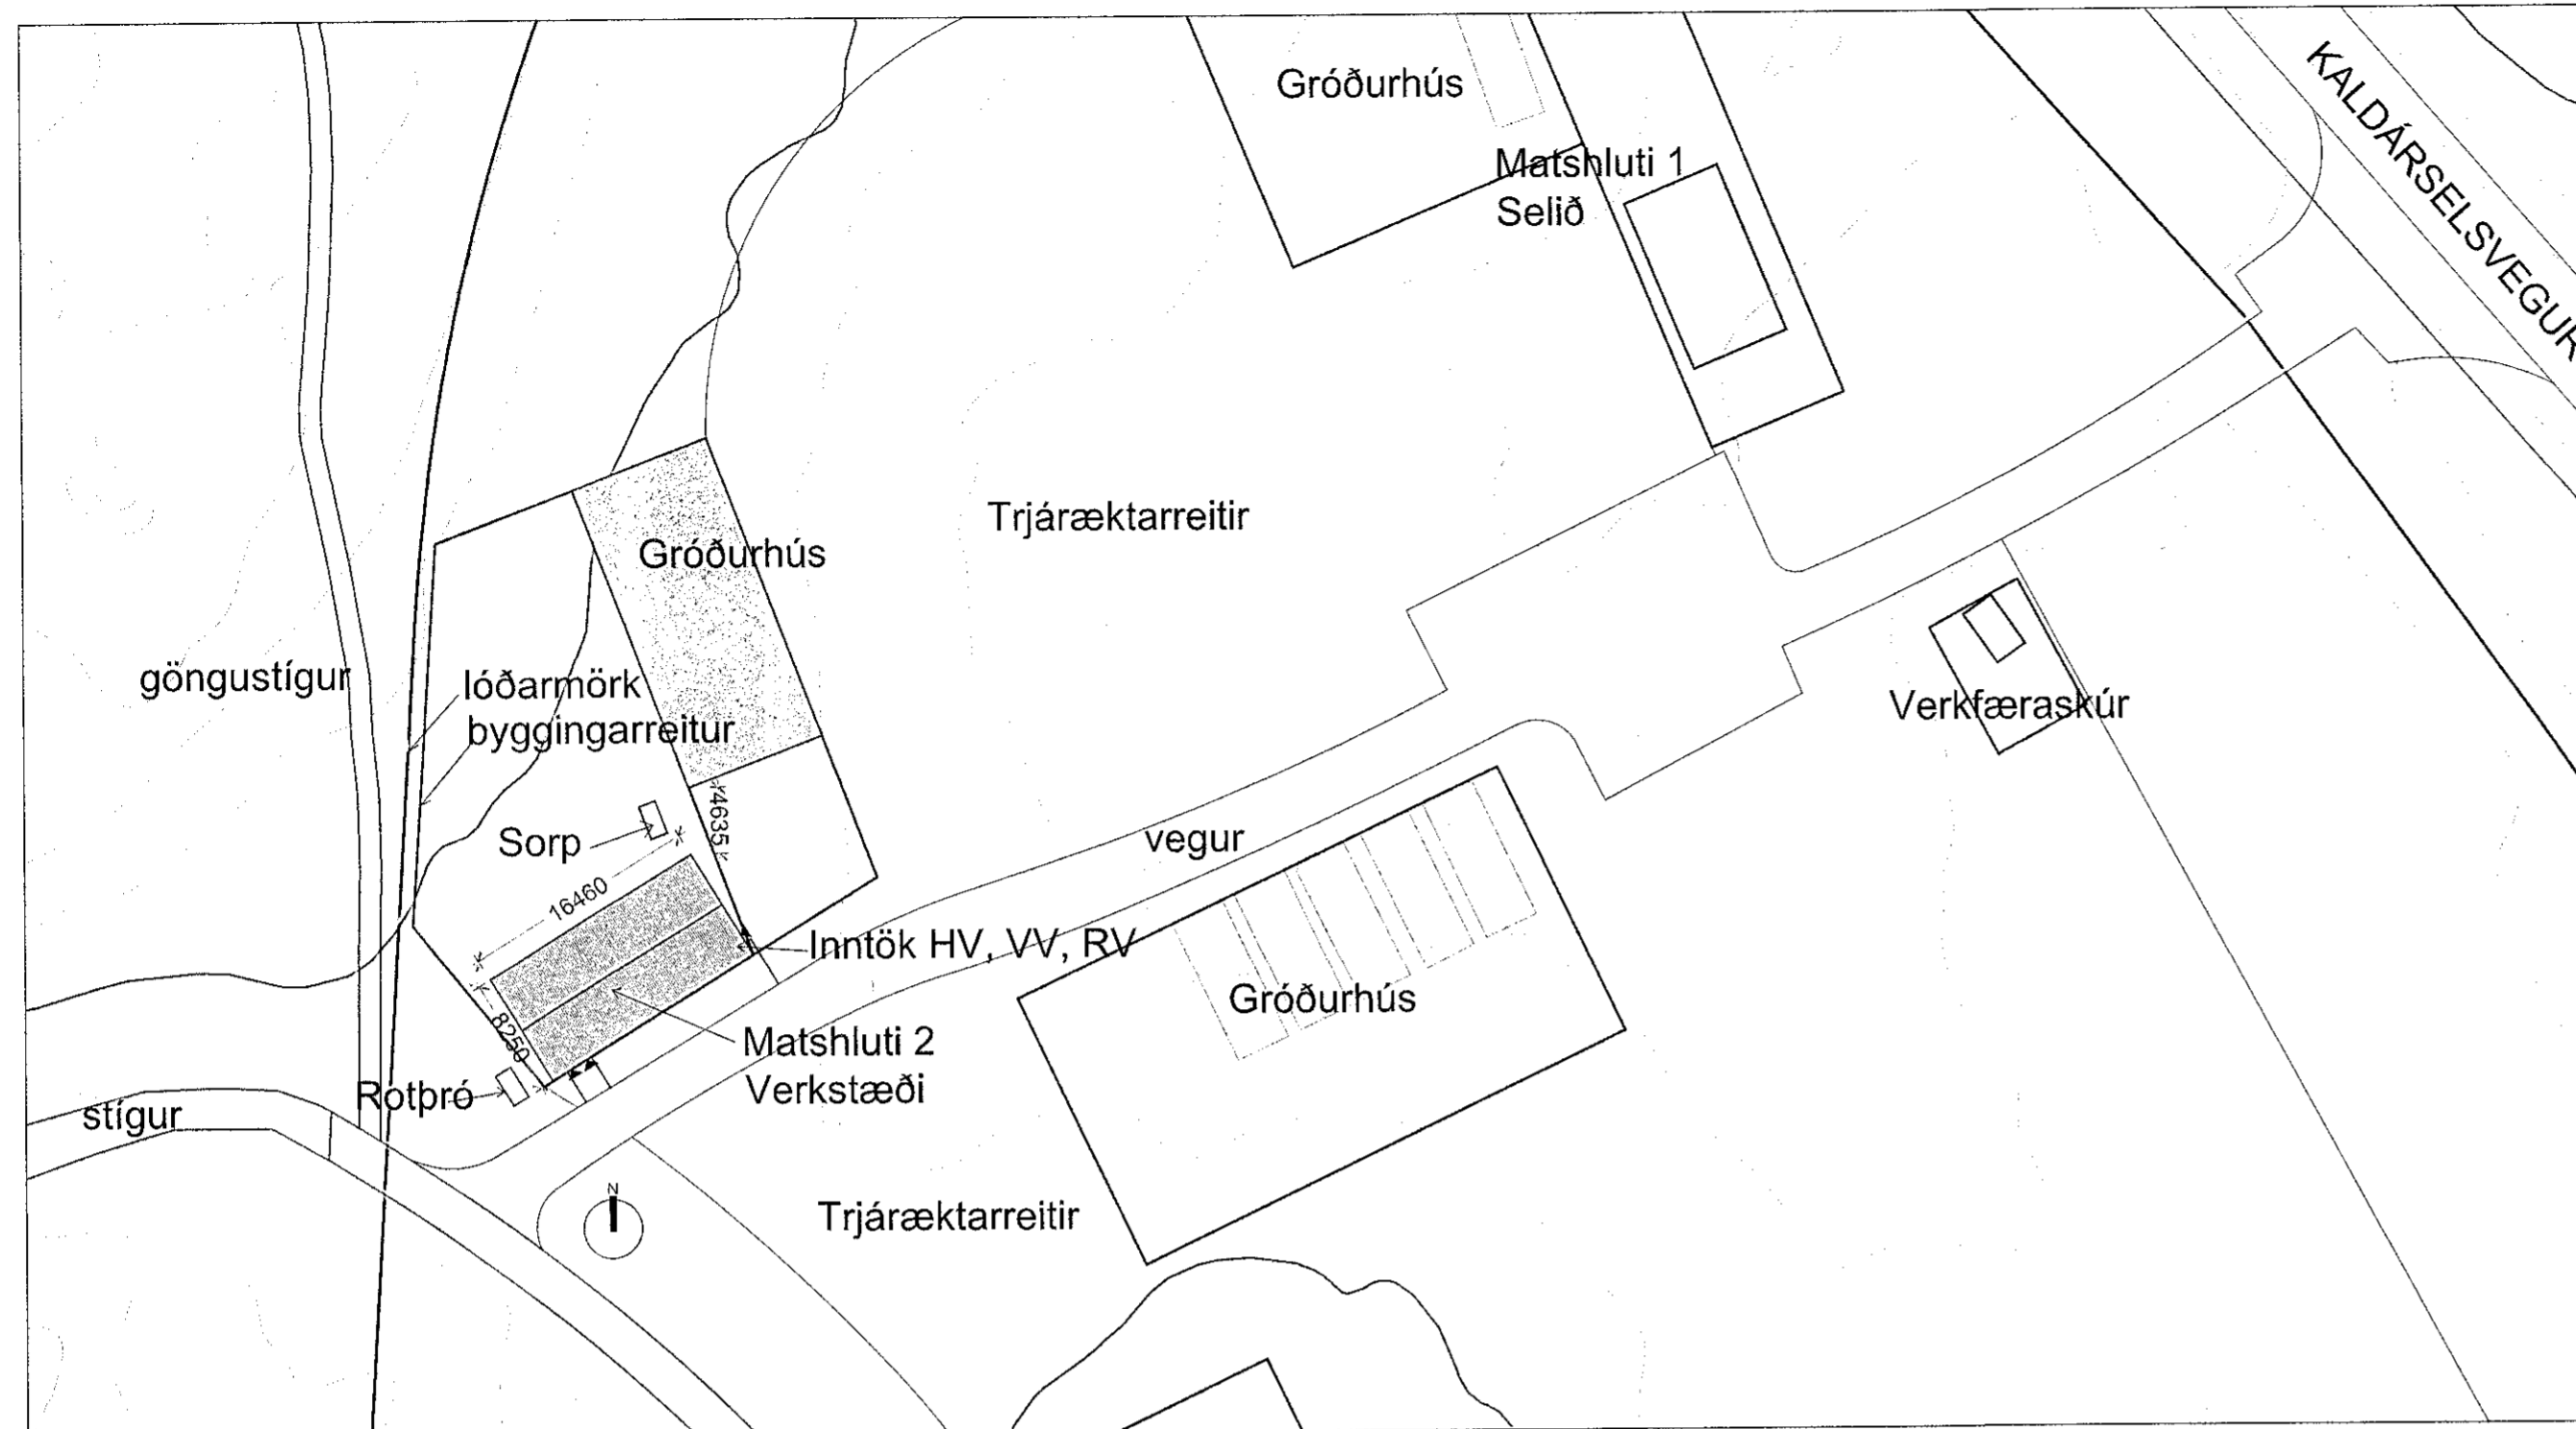 Gróðurhús
KALDÁRSELSVEGUR
Matshluti 1
Selið
Trjáræktarreitir
Gróðurhús
göngustígur
lóðarmörk
byggingarreitur
Verkfæraskúr
4635
Sorp
vegur
16460
Inntök HV, VV, RV
Gróðurhús
8250
Matshluti 2
Verkstæði
Rotþró
stígur
N
Trjáræktarreitir